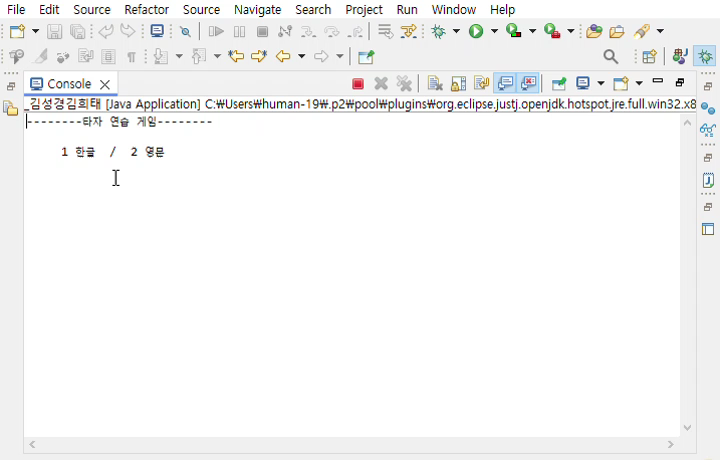 File Edit Source Refactor Source Navigate Search Project Run Window Help
Console
_김성경김희태 [Java Application] C:₩Users₩human-19₩.p2₩pool₩plugins₩org.eclipse.justj.openjdk.hotspot.jre.full.win32.x8
--------타자 연습 게임--------
1 한글 / 2 영문